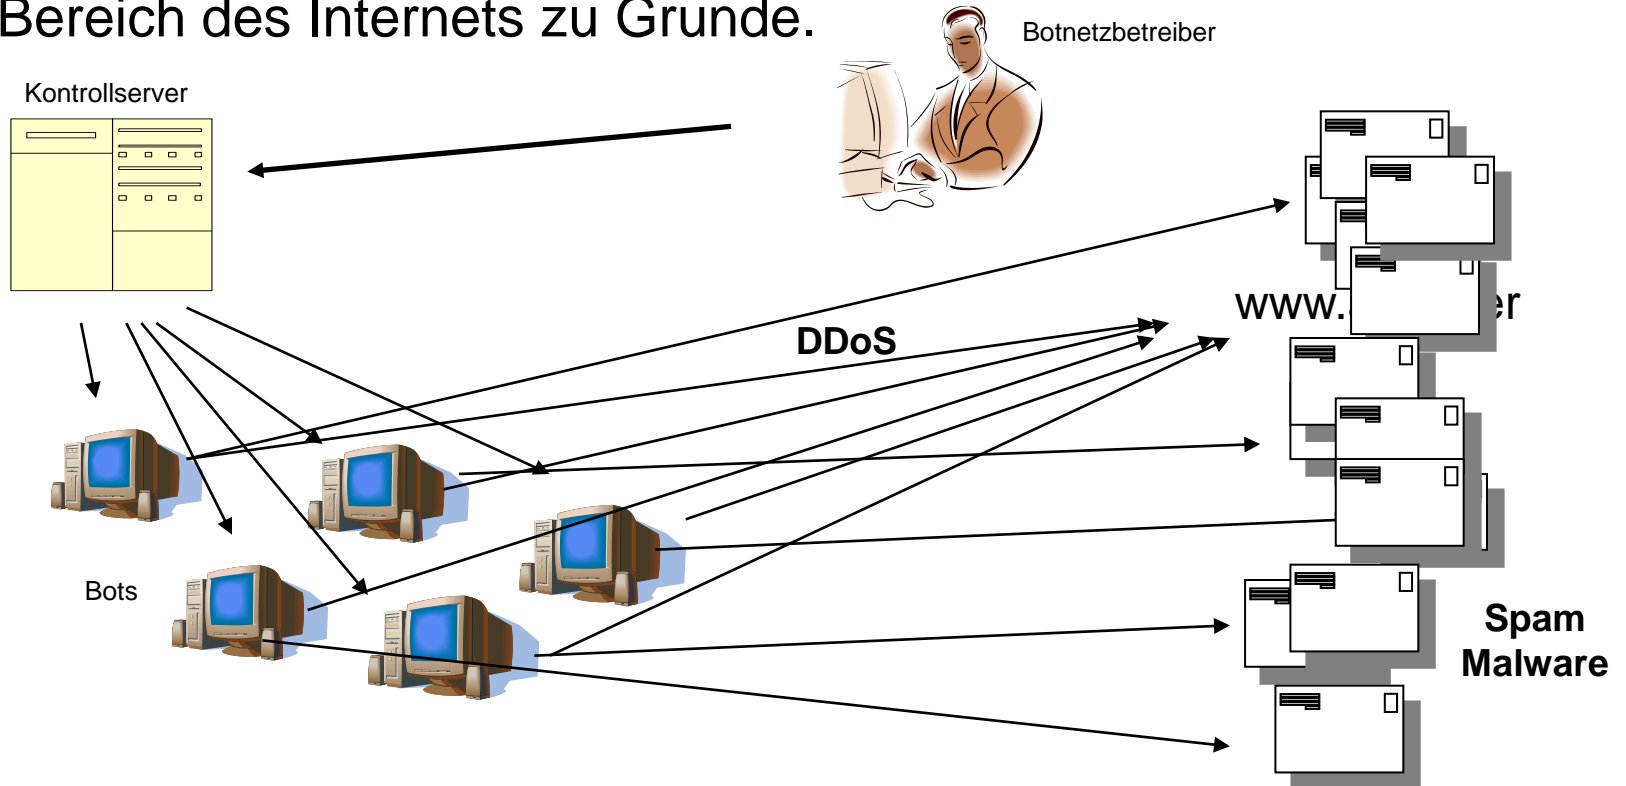 Bereich des Internets zu Grunde.
Botnetzbetreiber
Kontrollserver
DDoS
Bots
Spam
Malware